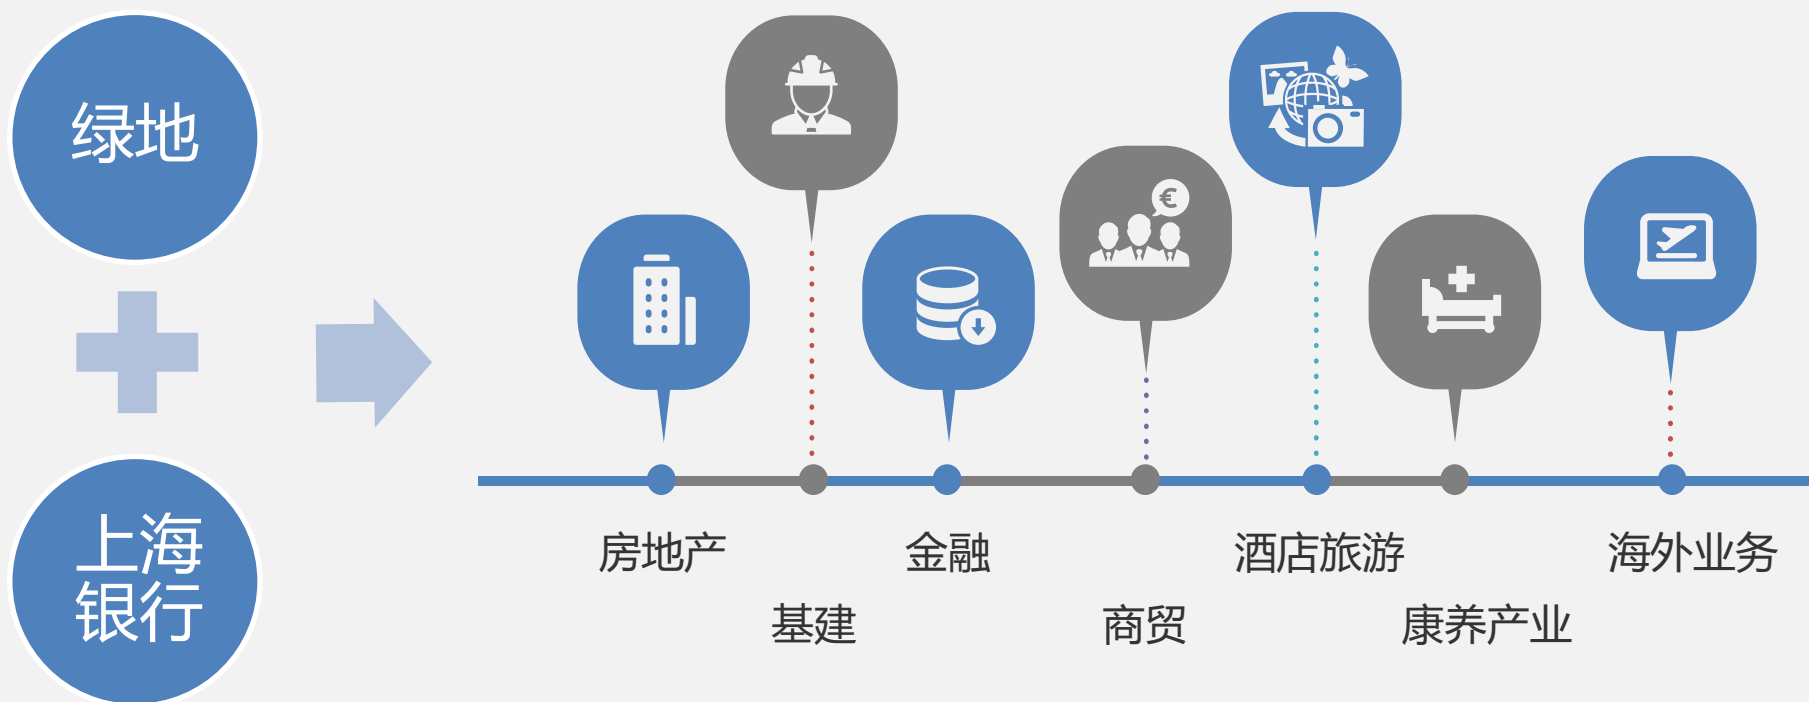 绿地
上海
银行
€
房地产
金融
酒店旅游
海外业务
基建
商贸
康养产业